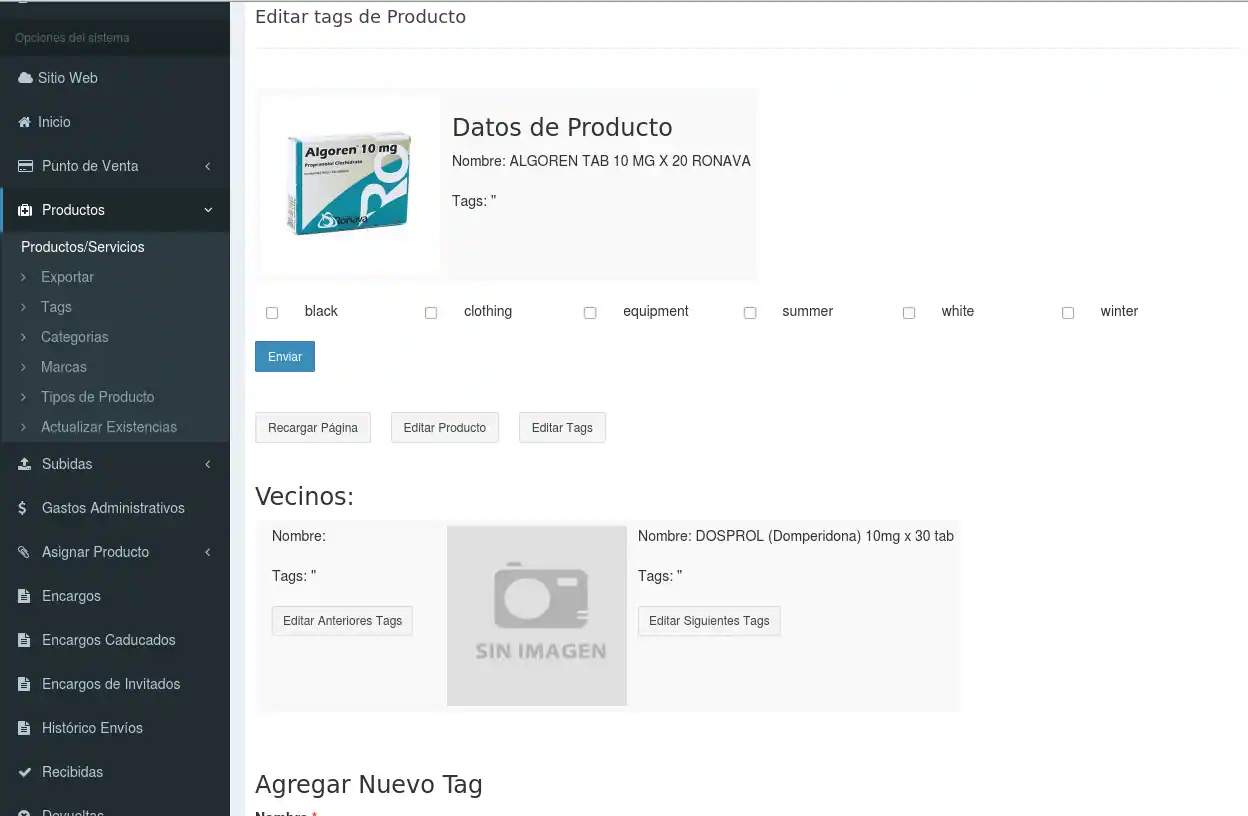 Editar tags de Producto
Opciones del sistema
Sitio Web
Inicio
Punto de Venta
Productos
Productos/Servicios
Exportar
Tags
Categorias
Marcas
Tipos de Producto
Actualizar Existencias
Subidas
Gastos Administrativos
Asignar Producto
Encargos
Encargos Caducados
Encargos de Invitados
Histórico Envíos
Recibidas
Devueltas
Algoren 10 mg
Propranolol Clorhidrato
RO
Ronava
Datos de Producto
Nombre: ALGOREN TAB 10 MG X 20 RONAVA
Tags: ''
black clothing equipment summer white winter
Enviar
Recargar Página Editar Producto Editar Tags
Vecinos:
Nombre:
Tags: ''
Editar Anteriores Tags
SIN IMAGEN
Nombre: DOSPROL (Domperidona) 10mg x 30 tab
Tags: ''
Editar Siguientes Tags
Agregar Nuevo Tag
Nombre *